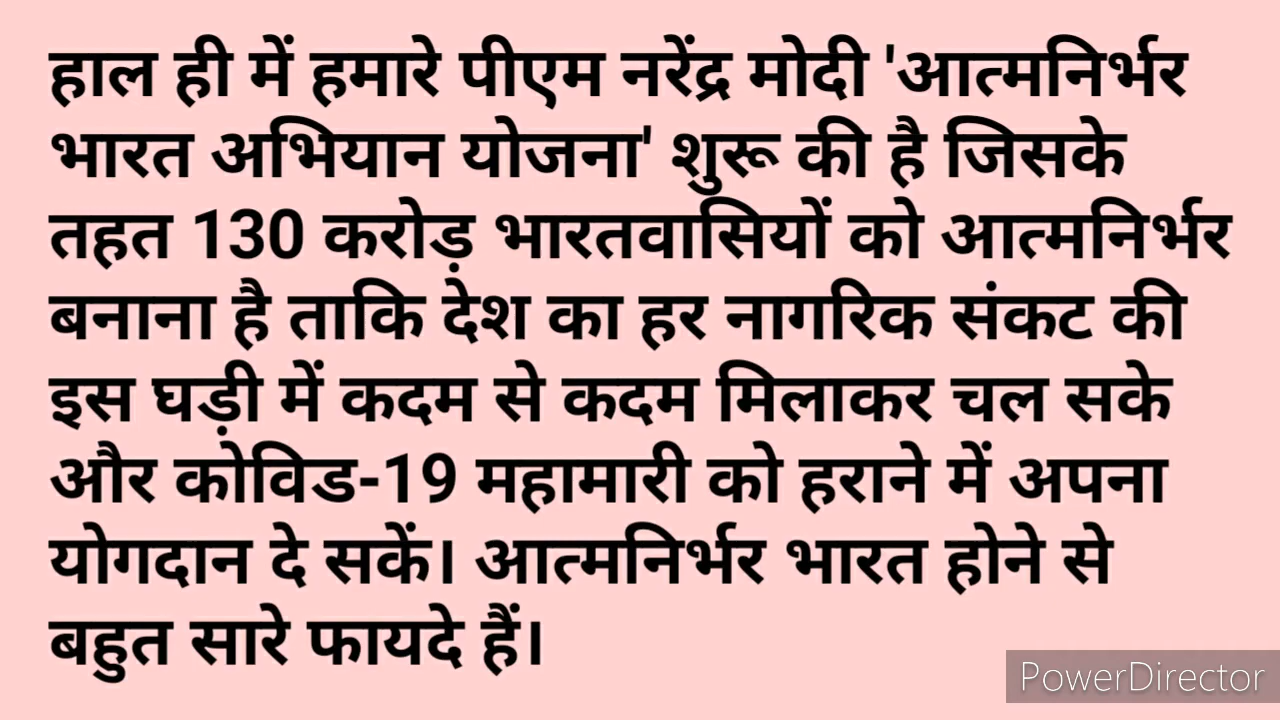 हाल ही में हमारे पीएम नरेंद्र मोदी 'आत्मनिर्भर
भारत अभियान योजना' शुरू की है जिसके
तहत 130 करोड़ भारतवासियों को आत्मनिर्भर
बनाना है ताकि देश का हर नागरिक संकट की
इस घड़ी में कदम से कदम मिलाकर चल सके
और कोविड-19 महामारी को हराने में अपना
योगदान दे सकें। आत्मनिर्भर भारत होने से
बहुत सारे फायदे हैं।
PowerDirector